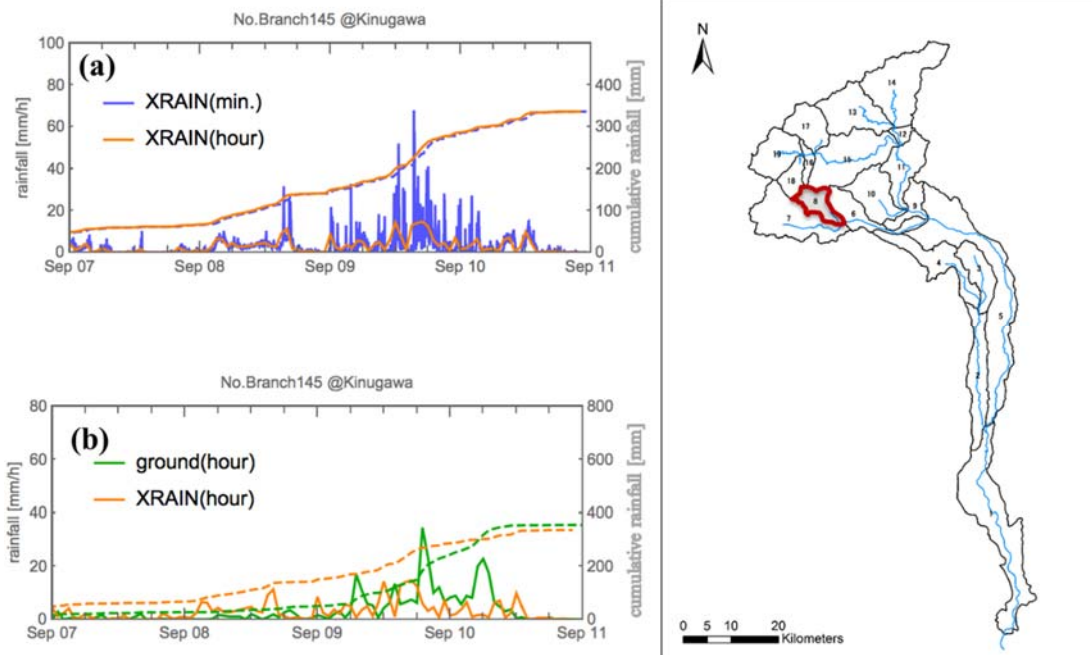 No.Branch145 @Kinugawa
(a)
XRAIN(min.)
XRAIN(hour)
rainfall [mm/h]
100
80
60
40
20
0
cumulative rainfall [mm]
400
300
200
100
0
Sep 07 Sep 08 Sep 09 Sep 10 Sep 11
No.Branch145 @Kinugawa
(b)
ground(hour)
XRAIN(hour)
rainfall [mm/h]
80
60
40
20
0
cumulative rainfall [mm]
800
600
400
200
0
Sep 07 Sep 08 Sep 09 Sep 10 Sep 11
N
14
13
17
12
19
16
15
11
18
8
10
7
6
9
4
3
5
2
1
0 5 10 20
Kilometers